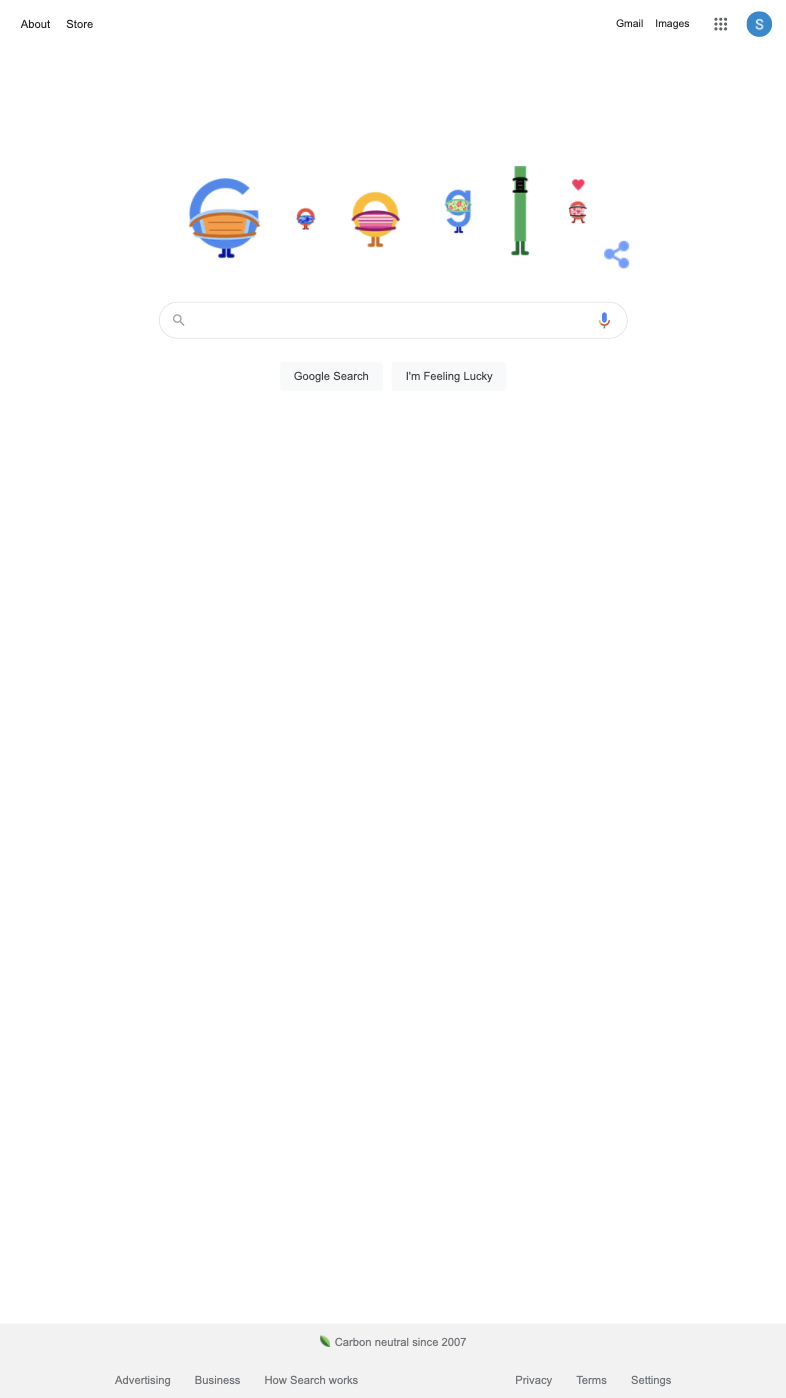 About Store Gmail Images S
Google
Google Search I'm Feeling Lucky
Carbon neutral since 2007
Advertising Business How Search works Privacy Terms Settings